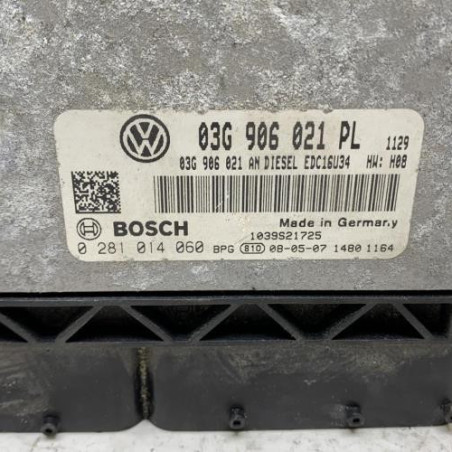 03G 906 021 PL 1129
03G 906 021 AN DIESEL EDC16U34 HW: H08
BOSCH
Made in Germany
1039S21725
0 281 014 060 BPG 810 08-05-07 1480 1164